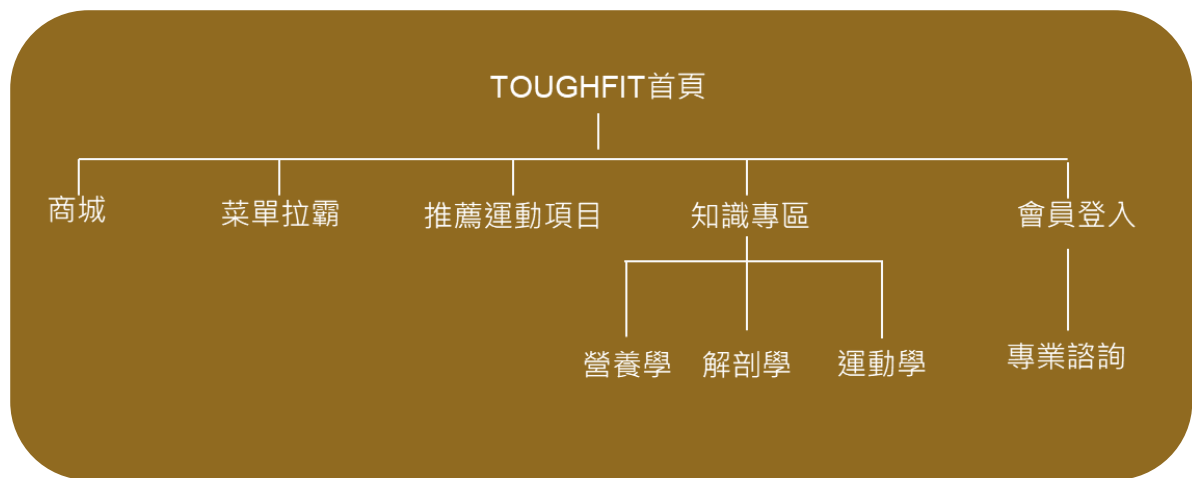 TOUGHFIT首頁
商城
菜單拉霸
推薦運動項目
知識專區
會員登入
營養學
解剖學
運動學
專業諮詢